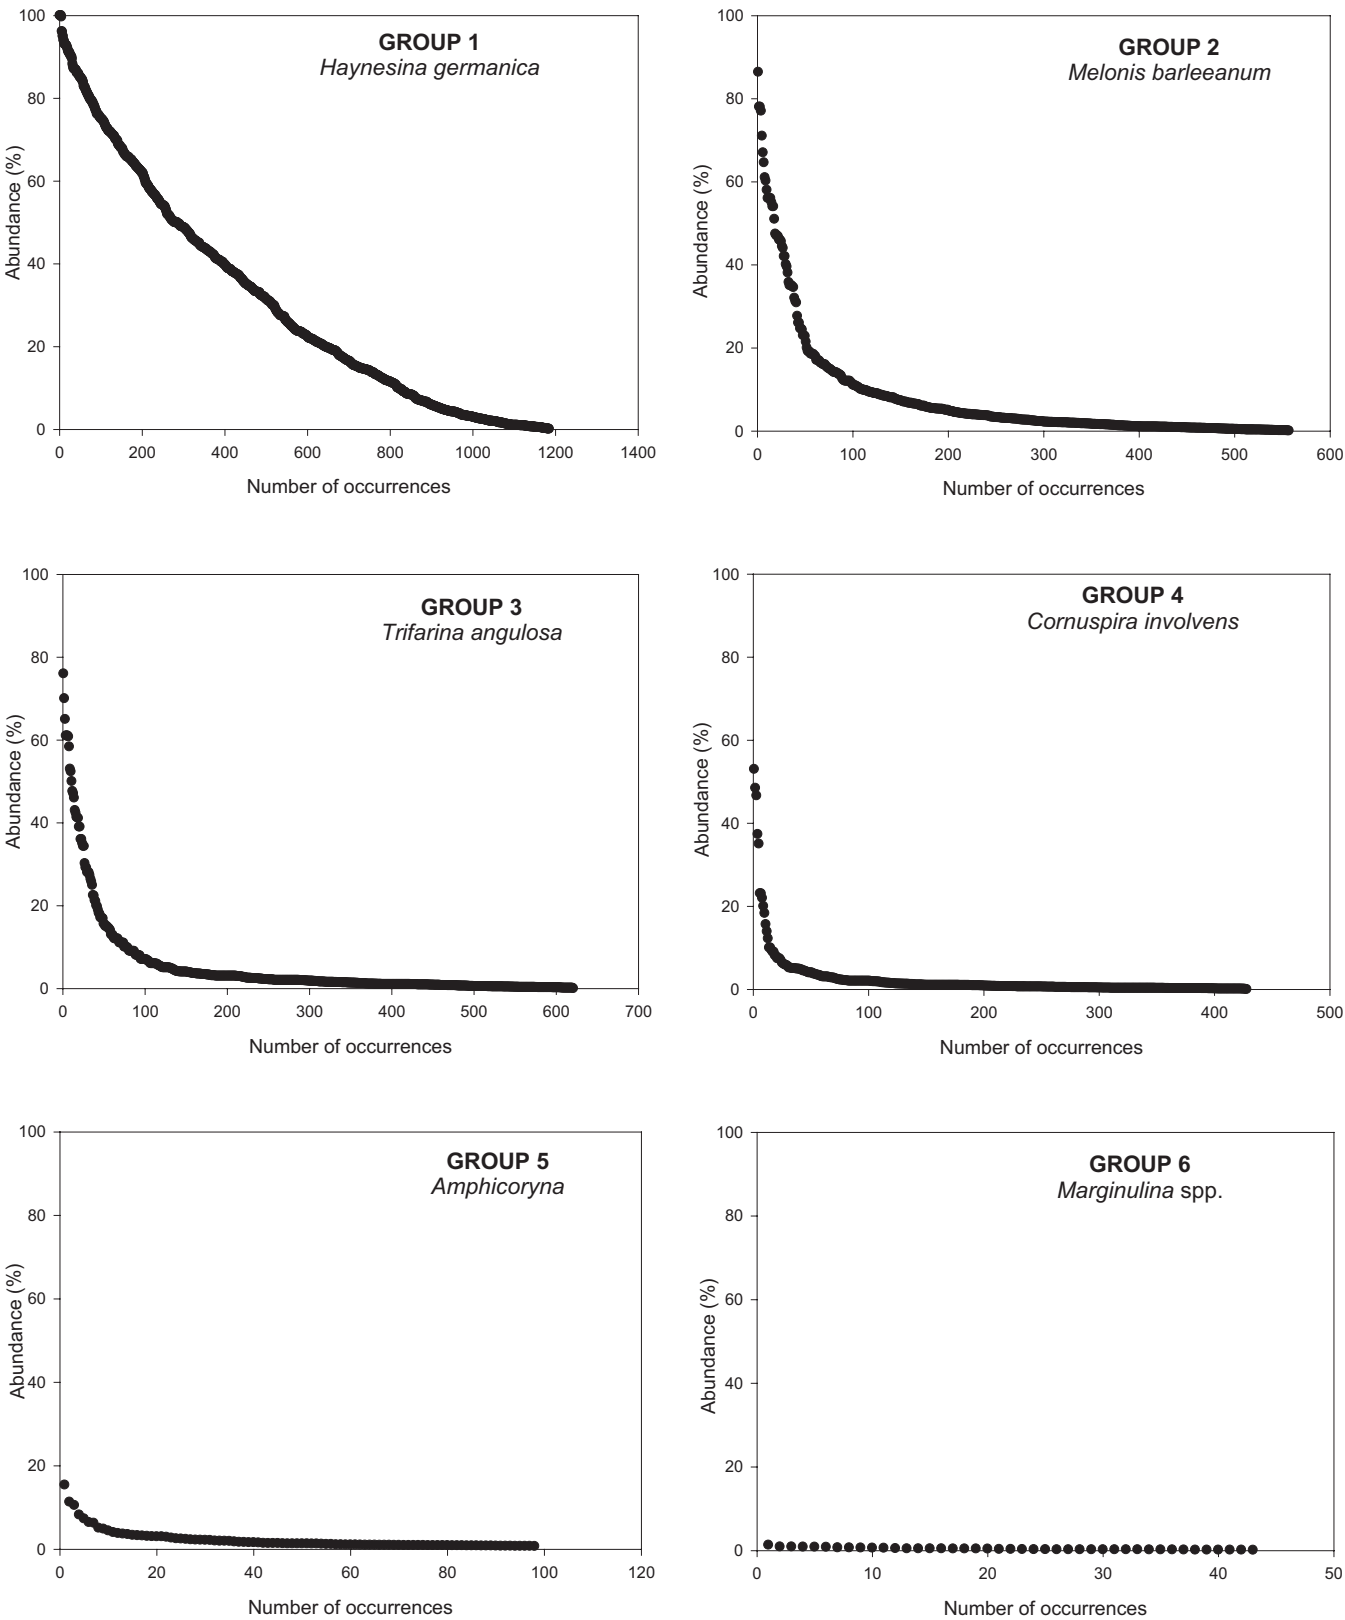 GROUP 1
Haynesina germanica
100
80
60
40
20
0
Abundance (%)
0 200 400 600 800 1000 1200 1400
Number of occurrences
GROUP 2
Melonis barleeanum
100
80
60
40
20
0
Abundance (%)
0 100 200 300 400 500 600
Number of occurrences
GROUP 3
Trifarina angulosa
100
80
60
40
20
0
Abundance (%)
0 100 200 300 400 500 600 700
Number of occurrences
GROUP 4
Cornuspira involvens
100
80
60
40
20
0
Abundance (%)
0 100 200 300 400 500
Number of occurrences
GROUP 5
Amphicoryna
100
80
60
40
20
0
Abundance (%)
0 20 40 60 80 100 120
Number of occurrences
GROUP 6
Marginulina spp.
100
80
60
40
20
0
Abundance (%)
0 10 20 30 40 50
Number of occurrences